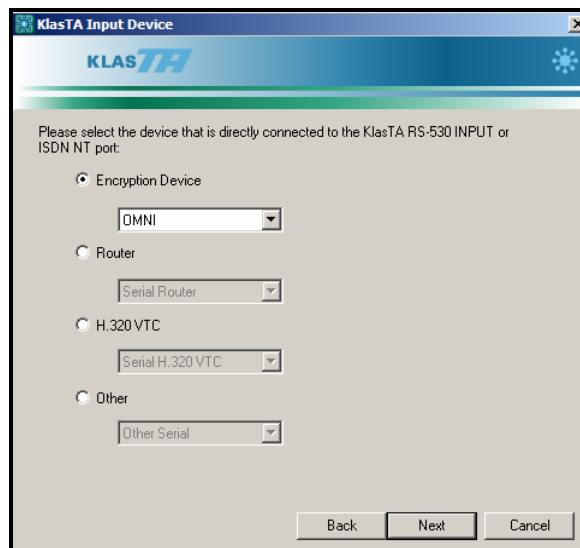 KlasTA Input Device
KLAS TA
Please select the device that is directly connected to the KlasTA RS-530 INPUT or
ISDN NT port:
Encryption Device
OMNI
Router
Serial Router
H.320 VTC
Serial H.320 VTC
Other
Other Serial
Back Next Cancel